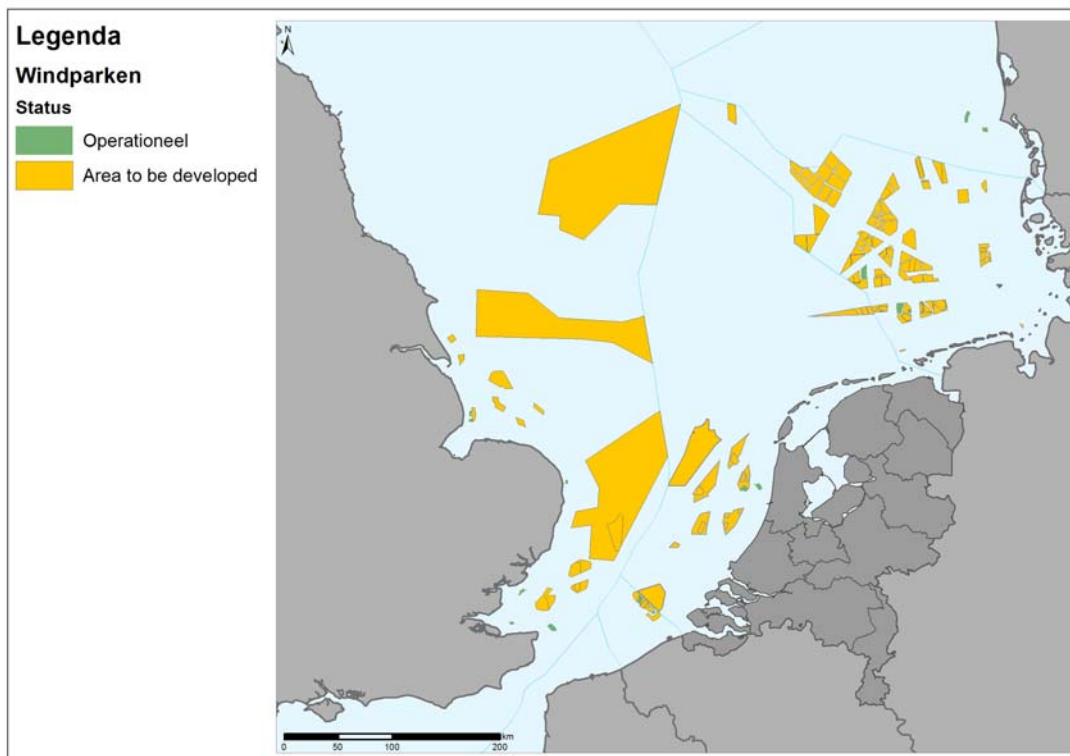 Legenda
Windparken
Status
Operationeel
Area to be developed
N
km
0 50 100 200